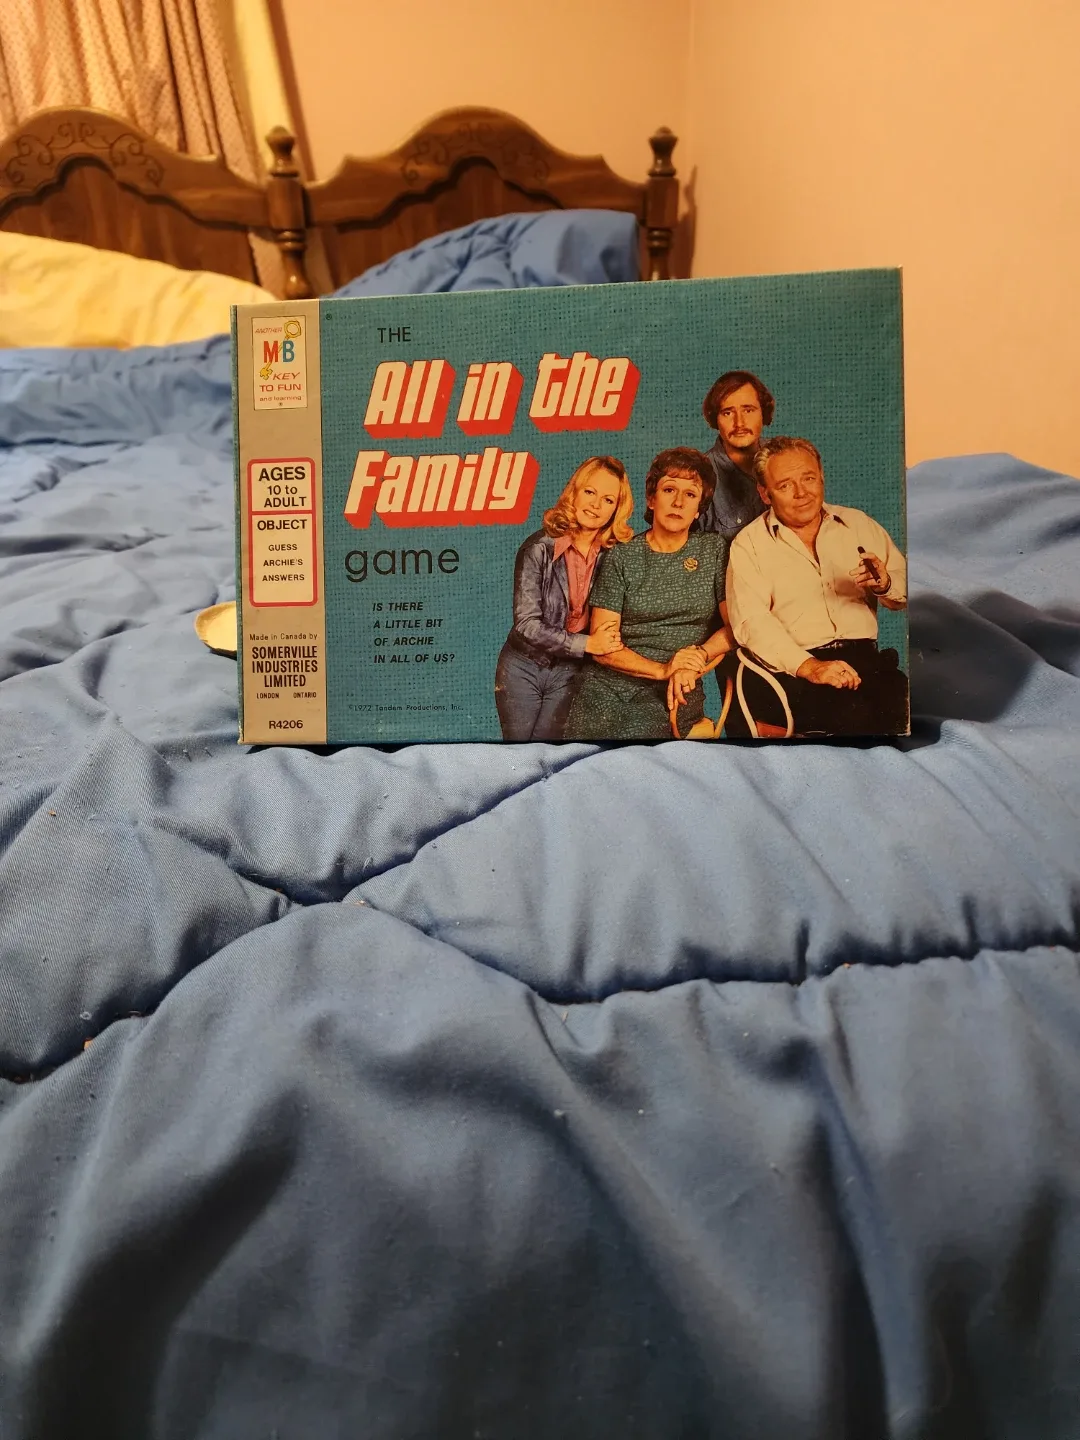 ANOTHER
MB
KEY
TO FUN
and learning
®
AGES
10 to
ADULT
OBJECT
GUESS
ARCHIE'S
ANSWERS
Made in Canada by
SOMERVILLE
INDUSTRIES
LIMITED
LONDON ONTARIO
R4206
®
THE
All in the
Family
game
IS THERE
A LITTLE BIT
OF ARCHIE
IN ALL OF US?
©1972 Tandem Productions, Inc.